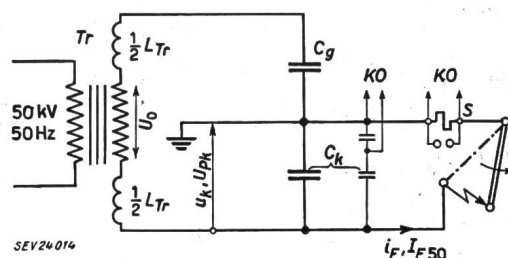 Tr
½ L_Tr
C_g
KO
KO
50 kV
50 Hz
U_0
S
u_k, U_pk
C_k
½ L_Tr
SEV 24014
i_F, I_F50